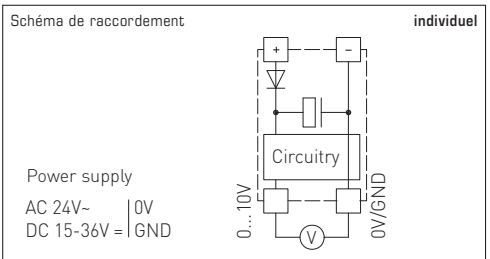 Schéma de raccordement
individuel
+ −
Circuitry
Power supply
AC 24V~ | 0V
DC 15-36V = | GND
0...10V
V
0V/GND